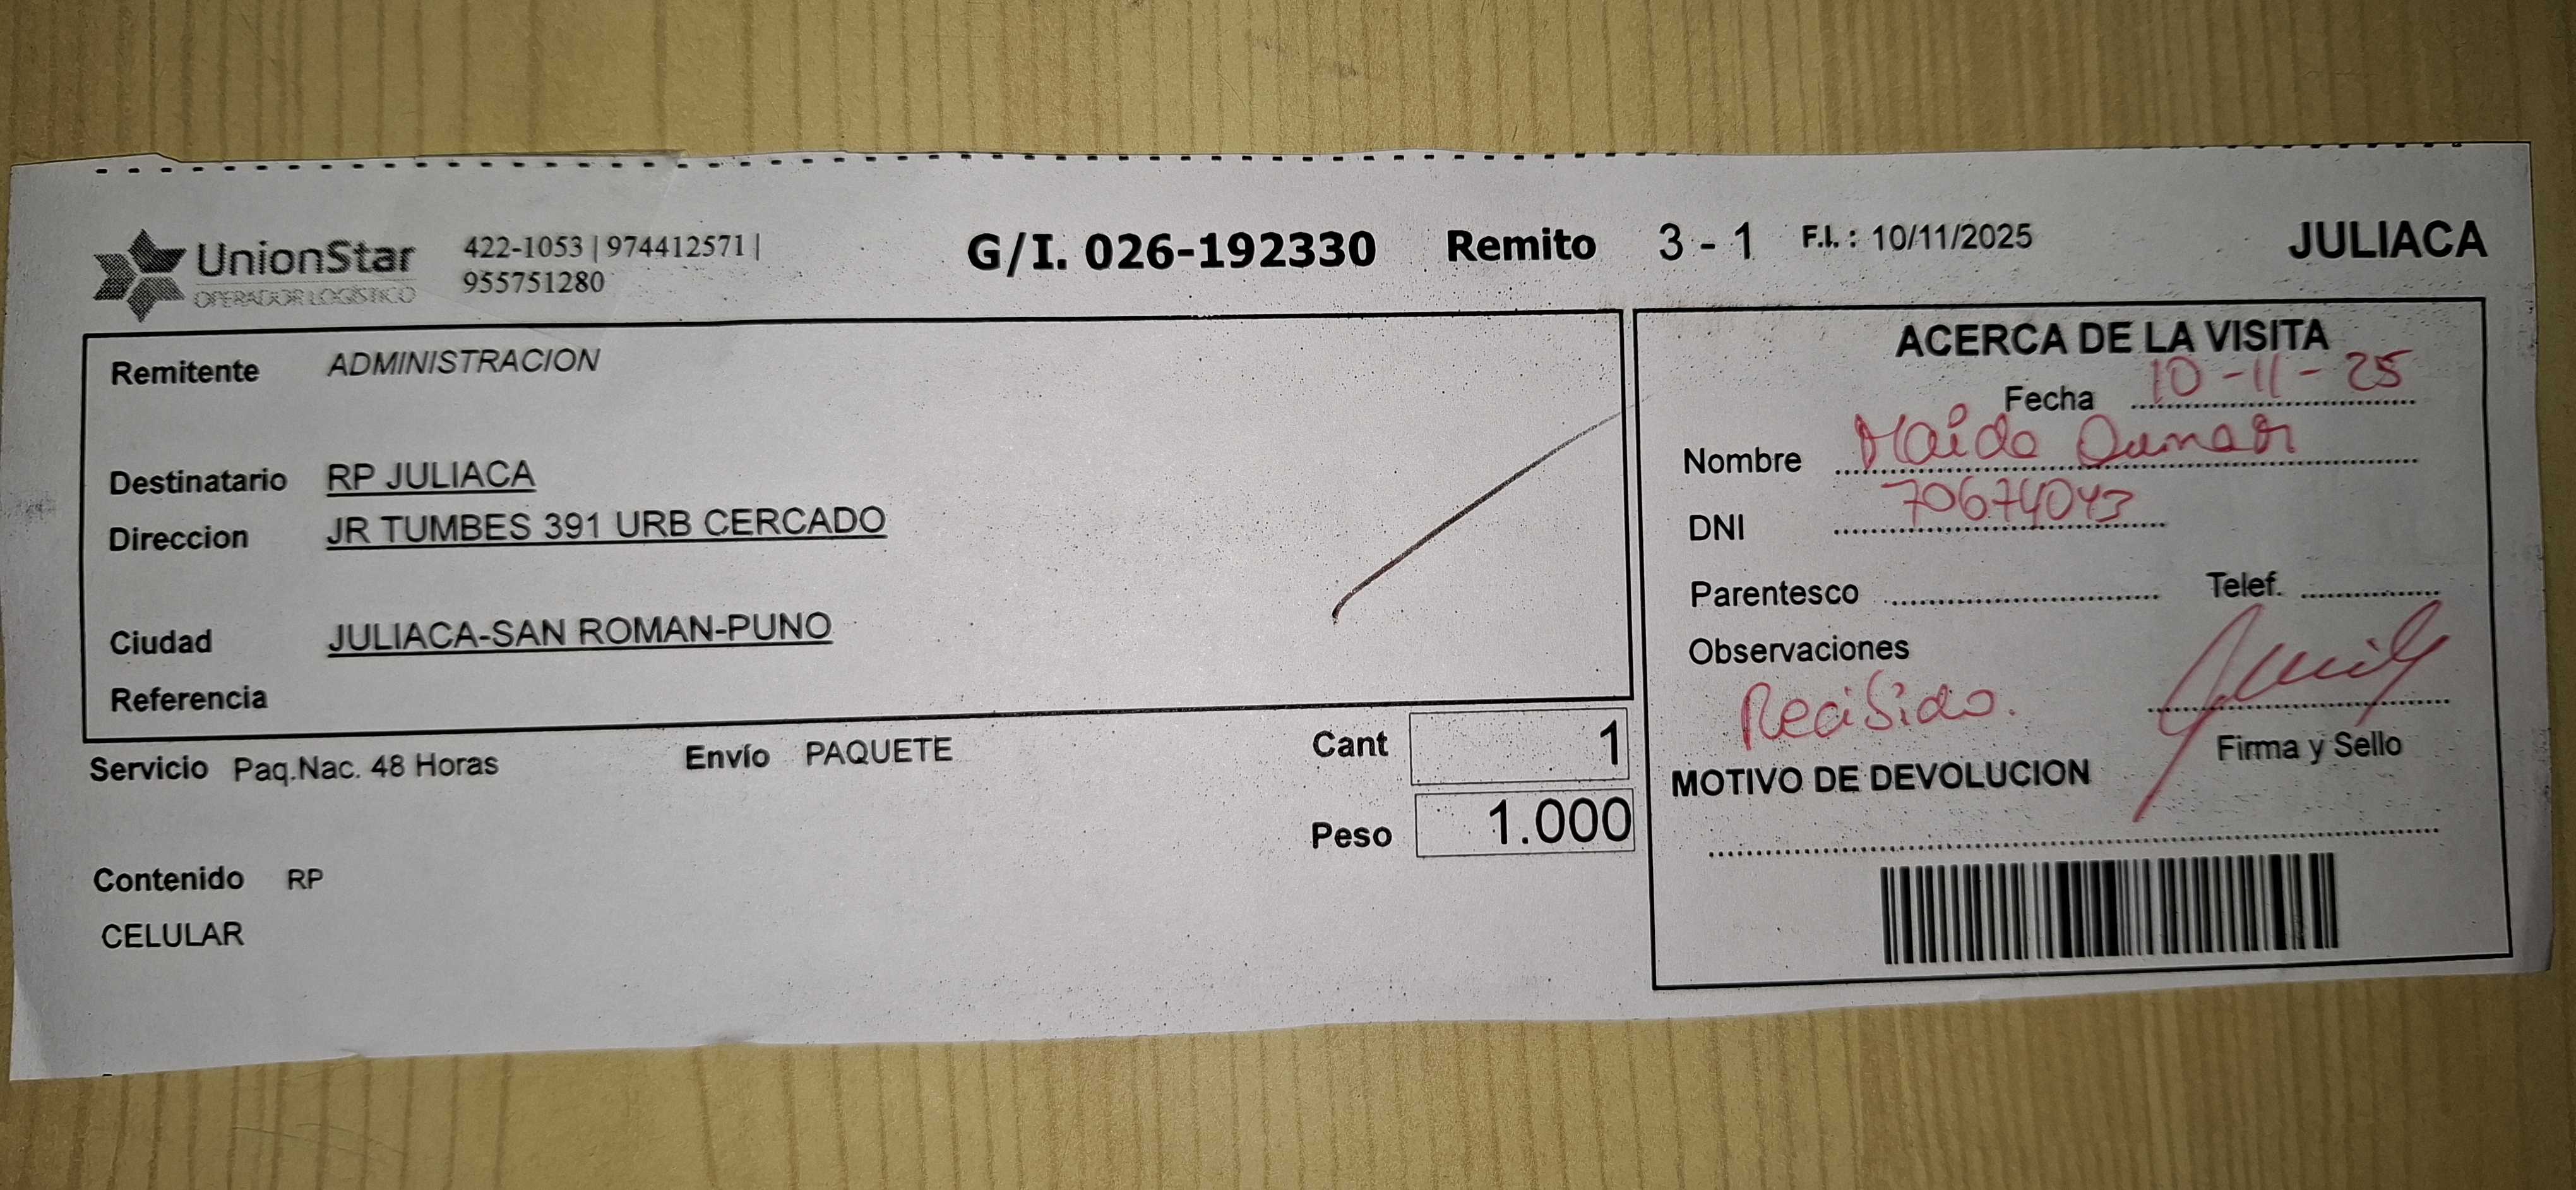 UnionStar
OPERADOR LOGÍSTICO
422-1053 | 974412571 |
955751280
G/I. 026-192330 Remito 3 - 1 F.I. : 10/11/2025 JULIACA
Remitente ADMINISTRACION
Destinatario RP JULIACA
Direccion JR TUMBES 391 URB CERCADO
Ciudad JULIACA-SAN ROMAN-PUNO
Referencia
Servicio Paq.Nac. 48 Horas Envío PAQUETE Cant 1
Peso 1.000
Contenido RP
CELULAR
ACERCA DE LA VISITA
Fecha 10-11-25
Nombre
DNI 70674043
Parentesco Telef.
Observaciones
Recibido.
Firma y Sello
MOTIVO DE DEVOLUCION